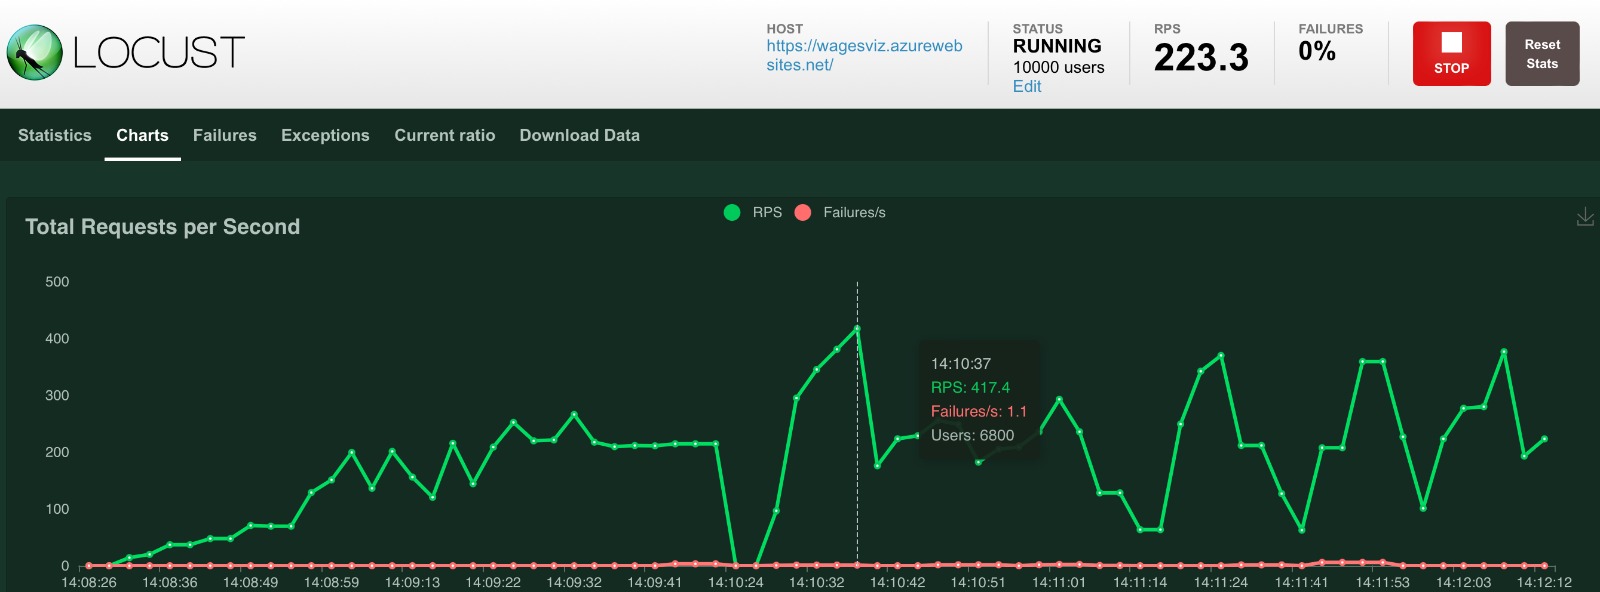 LOCUST
HOST
https://wagesviz.azureweb
sites.net/
STATUS
RUNNING
10000 users
Edit
RPS
223.3
FAILURES
0%
STOP
Reset
Stats
Statistics Charts Failures Exceptions Current ratio Download Data
RPS Failures/s
Total Requests per Second
500
400
300
200
100
0
14:10:37
RPS: 417.4
Failures/s: 1.1
Users: 6800
14:08:26 14:08:36 14:08:49 14:08:59 14:09:13 14:09:22 14:09:32 14:09:41 14:10:24 14:10:32 14:10:42 14:10:51 14:11:01 14:11:14 14:11:24 14:11:41 14:11:53 14:12:03 14:12:12